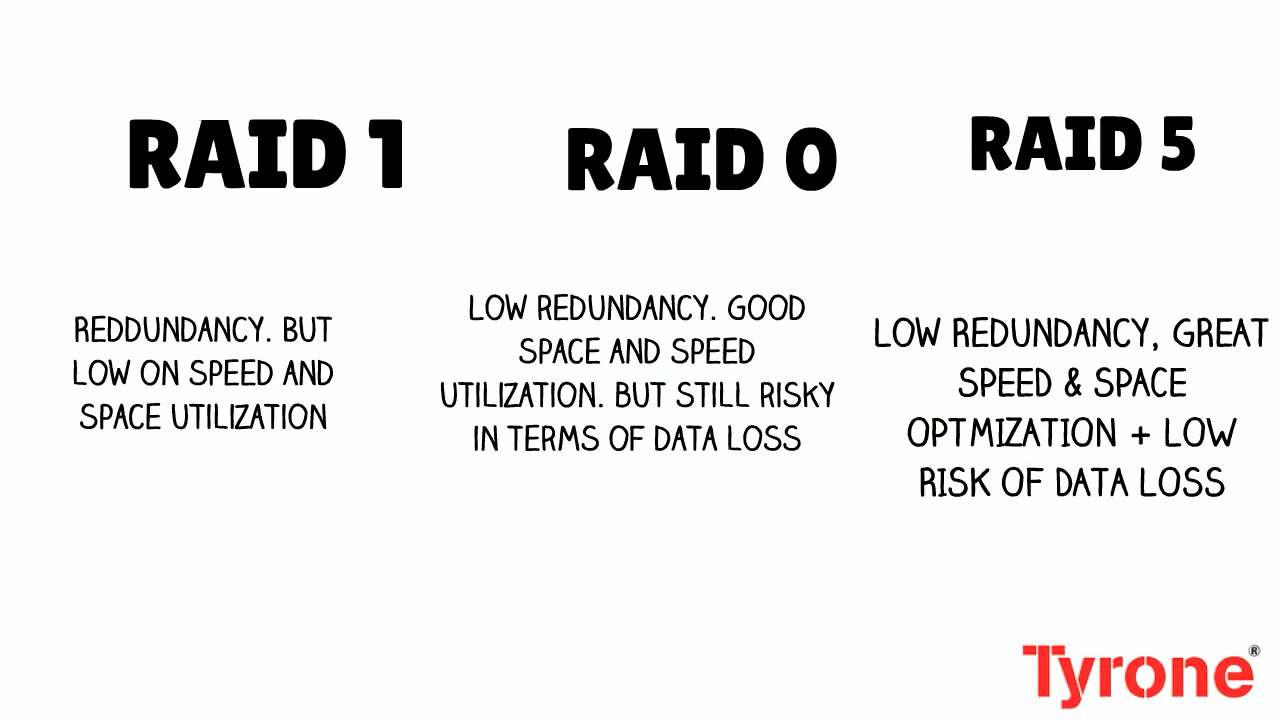 RAID 1
REDDUNDANCY. BUT
LOW ON SPEED AND
SPACE UTILIZATION
RAID 0
LOW REDUNDANCY. GOOD
SPACE AND SPEED
UTILIZATION. BUT STILL RISKY
IN TERMS OF DATA LOSS
RAID 5
LOW REDUNDANCY, GREAT
SPEED & SPACE
OPTMIZATION + LOW
RISK OF DATA LOSS
Tyrone®